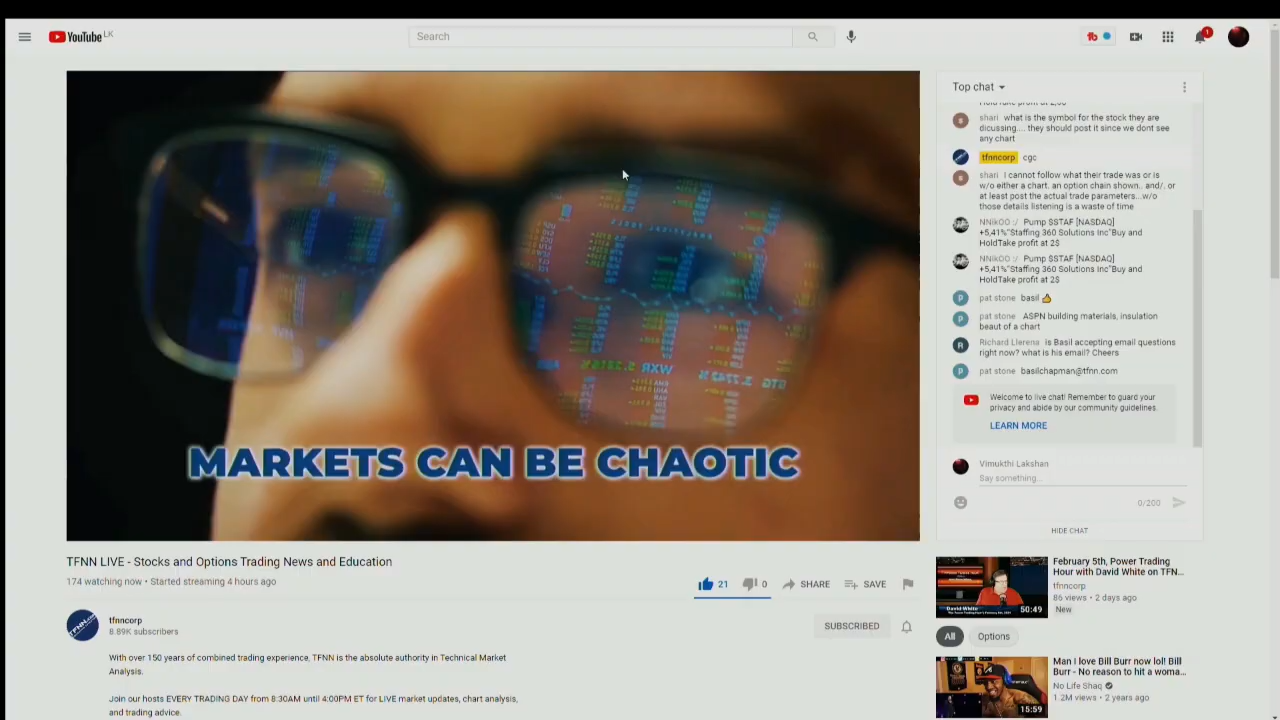 YouTube LK
Search
1
Top chat
HoldTake profit at 2,06
shari what is the symbol for the stock they are
dicussing.... they should post it since we dont see
any chart
tfnncorp cgc
shari I cannot follow what their trade was or is
w/o either a chart. an option chain shown.. and/. or
at least post the actual trade parameters...w/o
those details listening is a waste of time
NNikOO :/ Pump $STAF [NASDAQ]
+5,41%"Staffing 360 Solutions Inc"Buy and
HoldTake profit at 2$
NNikOO :/ Pump $STAF [NASDAQ]
+5,41%"Staffing 360 Solutions Inc"Buy and
HoldTake profit at 2$
pat stone basil 👍
pat stone ASPN building materials, insulation
beaut of a chart
Richard Llerena is Basil accepting email questions
right now? what is his email? Cheers
pat stone basilchapman@tfnn.com
Welcome to live chat! Remember to guard your
privacy and abide by our community guidelines.
LEARN MORE
Vimukthi Lakshan
Say something...
0/200
HIDE CHAT
MARKETS CAN BE CHAOTIC
TFNN LIVE - Stocks and Options Trading News and Education
174 watching now • Started streaming 4 hours ago
21 0 SHARE SAVE
tfnncorp
8.89K subscribers
SUBSCRIBED
With over 150 years of combined trading experience, TFNN is the absolute authority in Technical Market
Analysis.
Join our hosts EVERY TRADING DAY from 8:30AM until 4:00PM ET for LIVE market updates, chart analysis,
and trading advice.
David White
50:49
February 5th, Power Trading
Hour with David White on TFN...
tfnncorp
86 views • 2 days ago
New
All Options
15:59
Man I love Bill Burr now lol! Bill
Burr - No reason to hit a woma...
No Life Shaq
1.2M views • 2 years ago